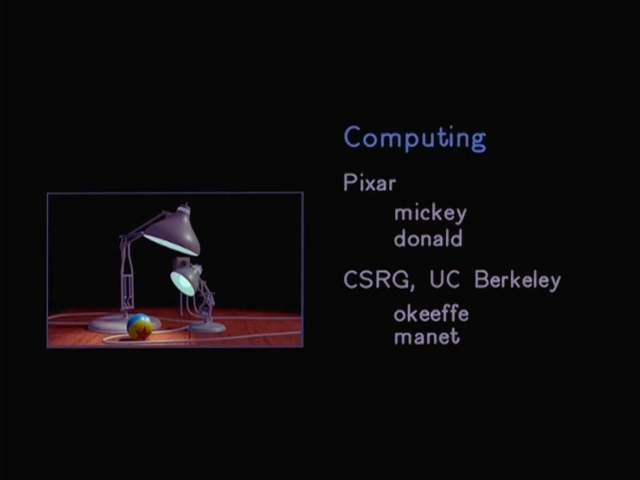 Computing
Pixar
mickey
donald
CSRG, UC Berkeley
okeeffe
manet